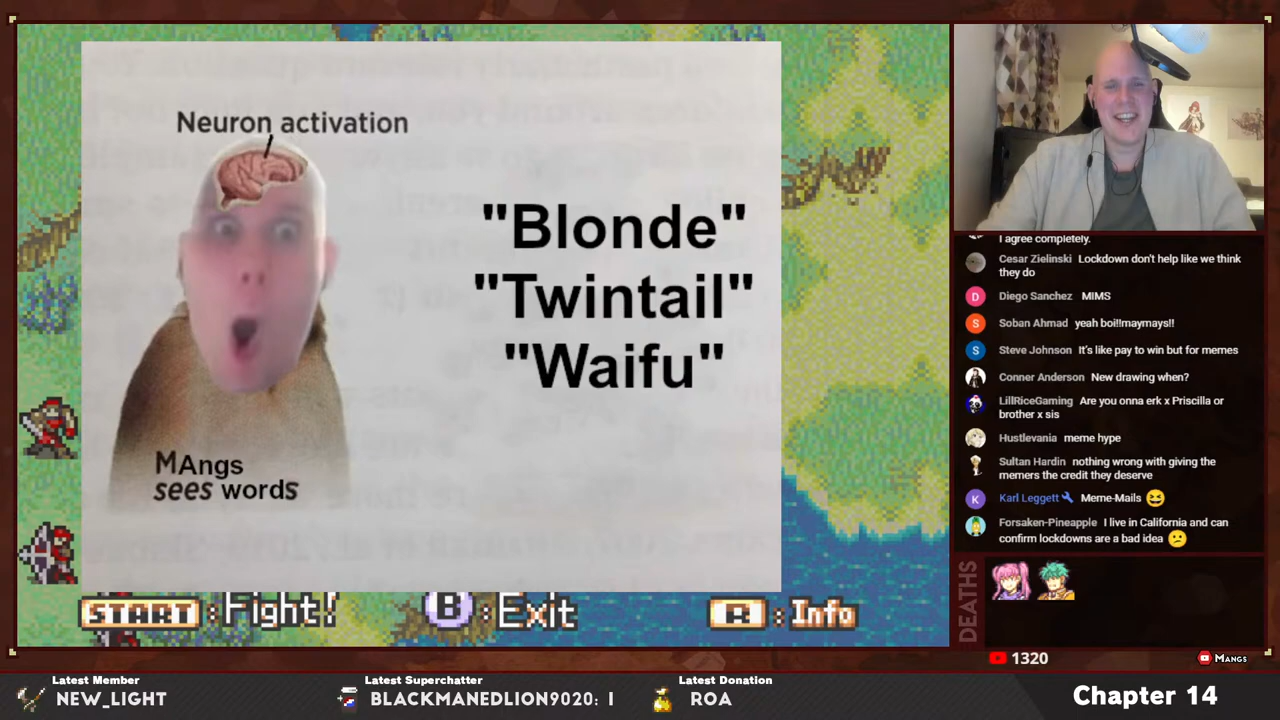 Neuron activation
"Blonde"
"Twintail"
"Waifu"
MAngs
sees words
START : Fight!
B : Exit
R : Info
I agree completely.
Cesar Zielinski Lockdown don't help like we think
they do
Diego Sanchez MIMS
Soban Ahmad yeah boi!!maymays!!
Steve Johnson It's like pay to win but for memes
Conner Anderson New drawing when?
LillRiceGaming Are you onna erk x Priscilla or
brother x sis
Hustlevania meme hype
Sultan Hardin nothing wrong with giving the
memers the credit they deserve
Karl Leggett Meme-Mails
Forsaken-Pineapple I live in California and can
confirm lockdowns are a bad idea
DEATHS
1320
MANGS
Latest Member
NEW_LIGHT
Latest Superchatter
BLACKMANEDLION9020: 1
Latest Donation
ROA
Chapter 14